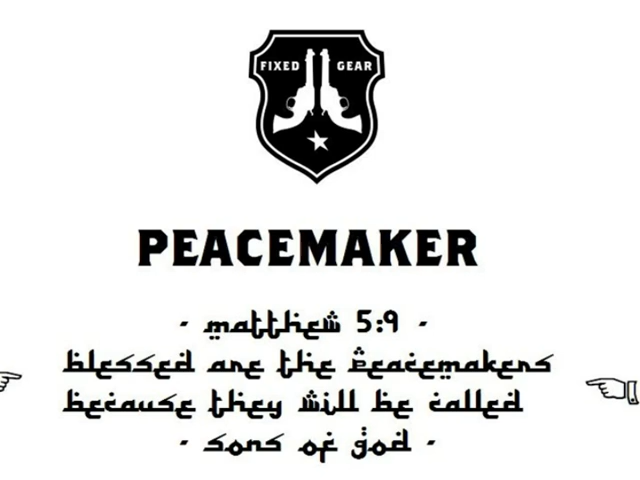 FIXED GEAR
PEACEMAKER
- matthew 5:9 -
blessed are the peacemakers
because they will be called
- sons of god -